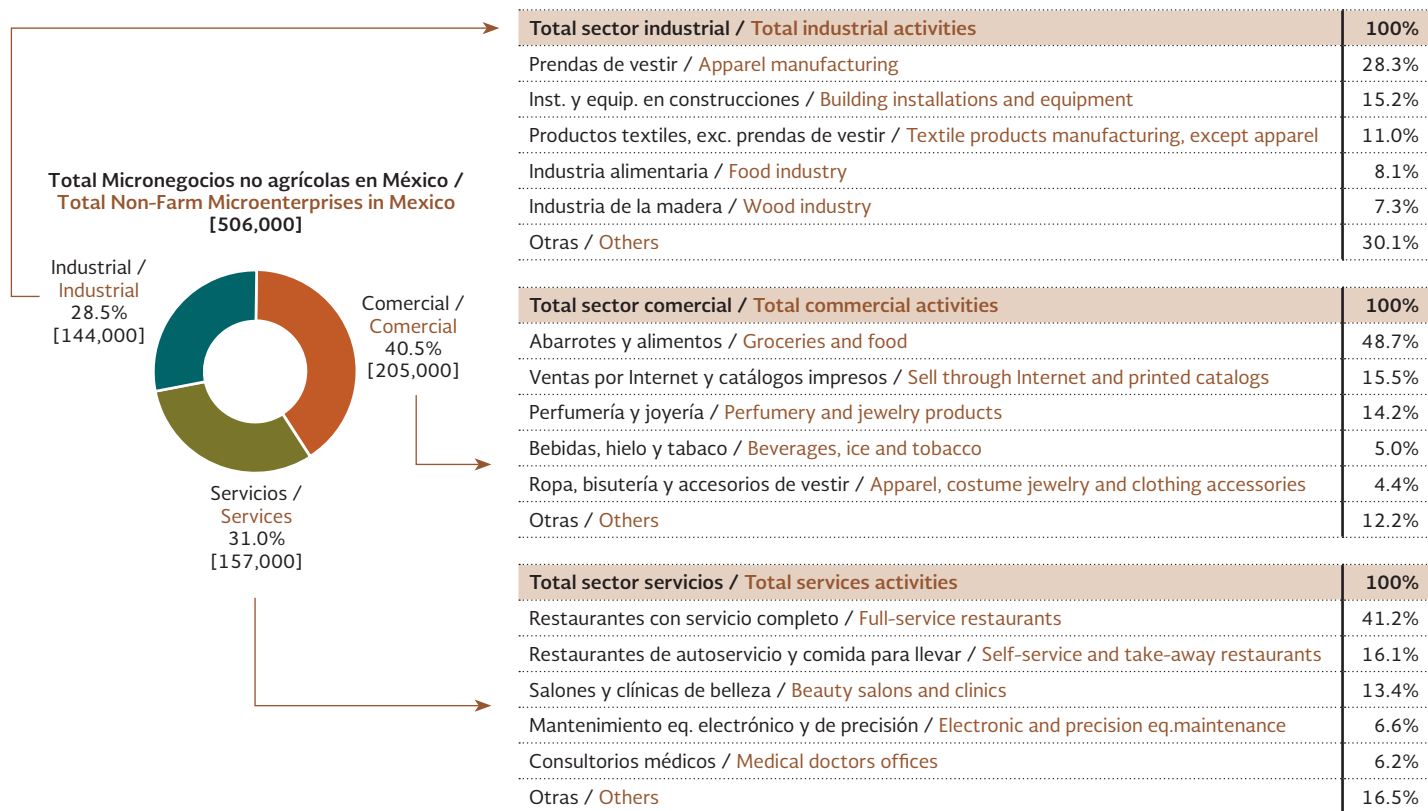 Total Micronegocios no agrícolas en México /
Total Non-Farm Microenterprises in Mexico
[506,000]
Industrial /
Industrial
28.5%
[144,000]
Comercial /
Comercial
40.5%
[205,000]
Servicios /
Services
31.0%
[157,000]
Total sector industrial / Total industrial activities 100%
Prendas de vestir / Apparel manufacturing 28.3%
Inst. y equip. en construcciones / Building installations and equipment 15.2%
Productos textiles, exc. prendas de vestir / Textile products manufacturing, except apparel 11.0%
Industria alimentaria / Food industry 8.1%
Industria de la madera / Wood industry 7.3%
Otras / Others 30.1%
Total sector comercial / Total commercial activities 100%
Abarrotes y alimentos / Groceries and food 48.7%
Ventas por Internet y catálogos impresos / Sell through Internet and printed catalogs 15.5%
Perfumería y joyería / Perfumery and jewelry products 14.2%
Bebidas, hielo y tabaco / Beverages, ice and tobacco 5.0%
Ropa, bisutería y accesorios de vestir / Apparel, costume jewelry and clothing accessories 4.4%
Otras / Others 12.2%
Total sector servicios / Total services activities 100%
Restaurantes con servicio completo / Full-service restaurants 41.2%
Restaurantes de autoservicio y comida para llevar / Self-service and take-away restaurants 16.1%
Salones y clínicas de belleza / Beauty salons and clinics 13.4%
Mantenimiento eq. electrónico y de precisión / Electronic and precision eq.maintenance 6.6%
Consultorios médicos / Medical doctors offices 6.2%
Otras / Others 16.5%